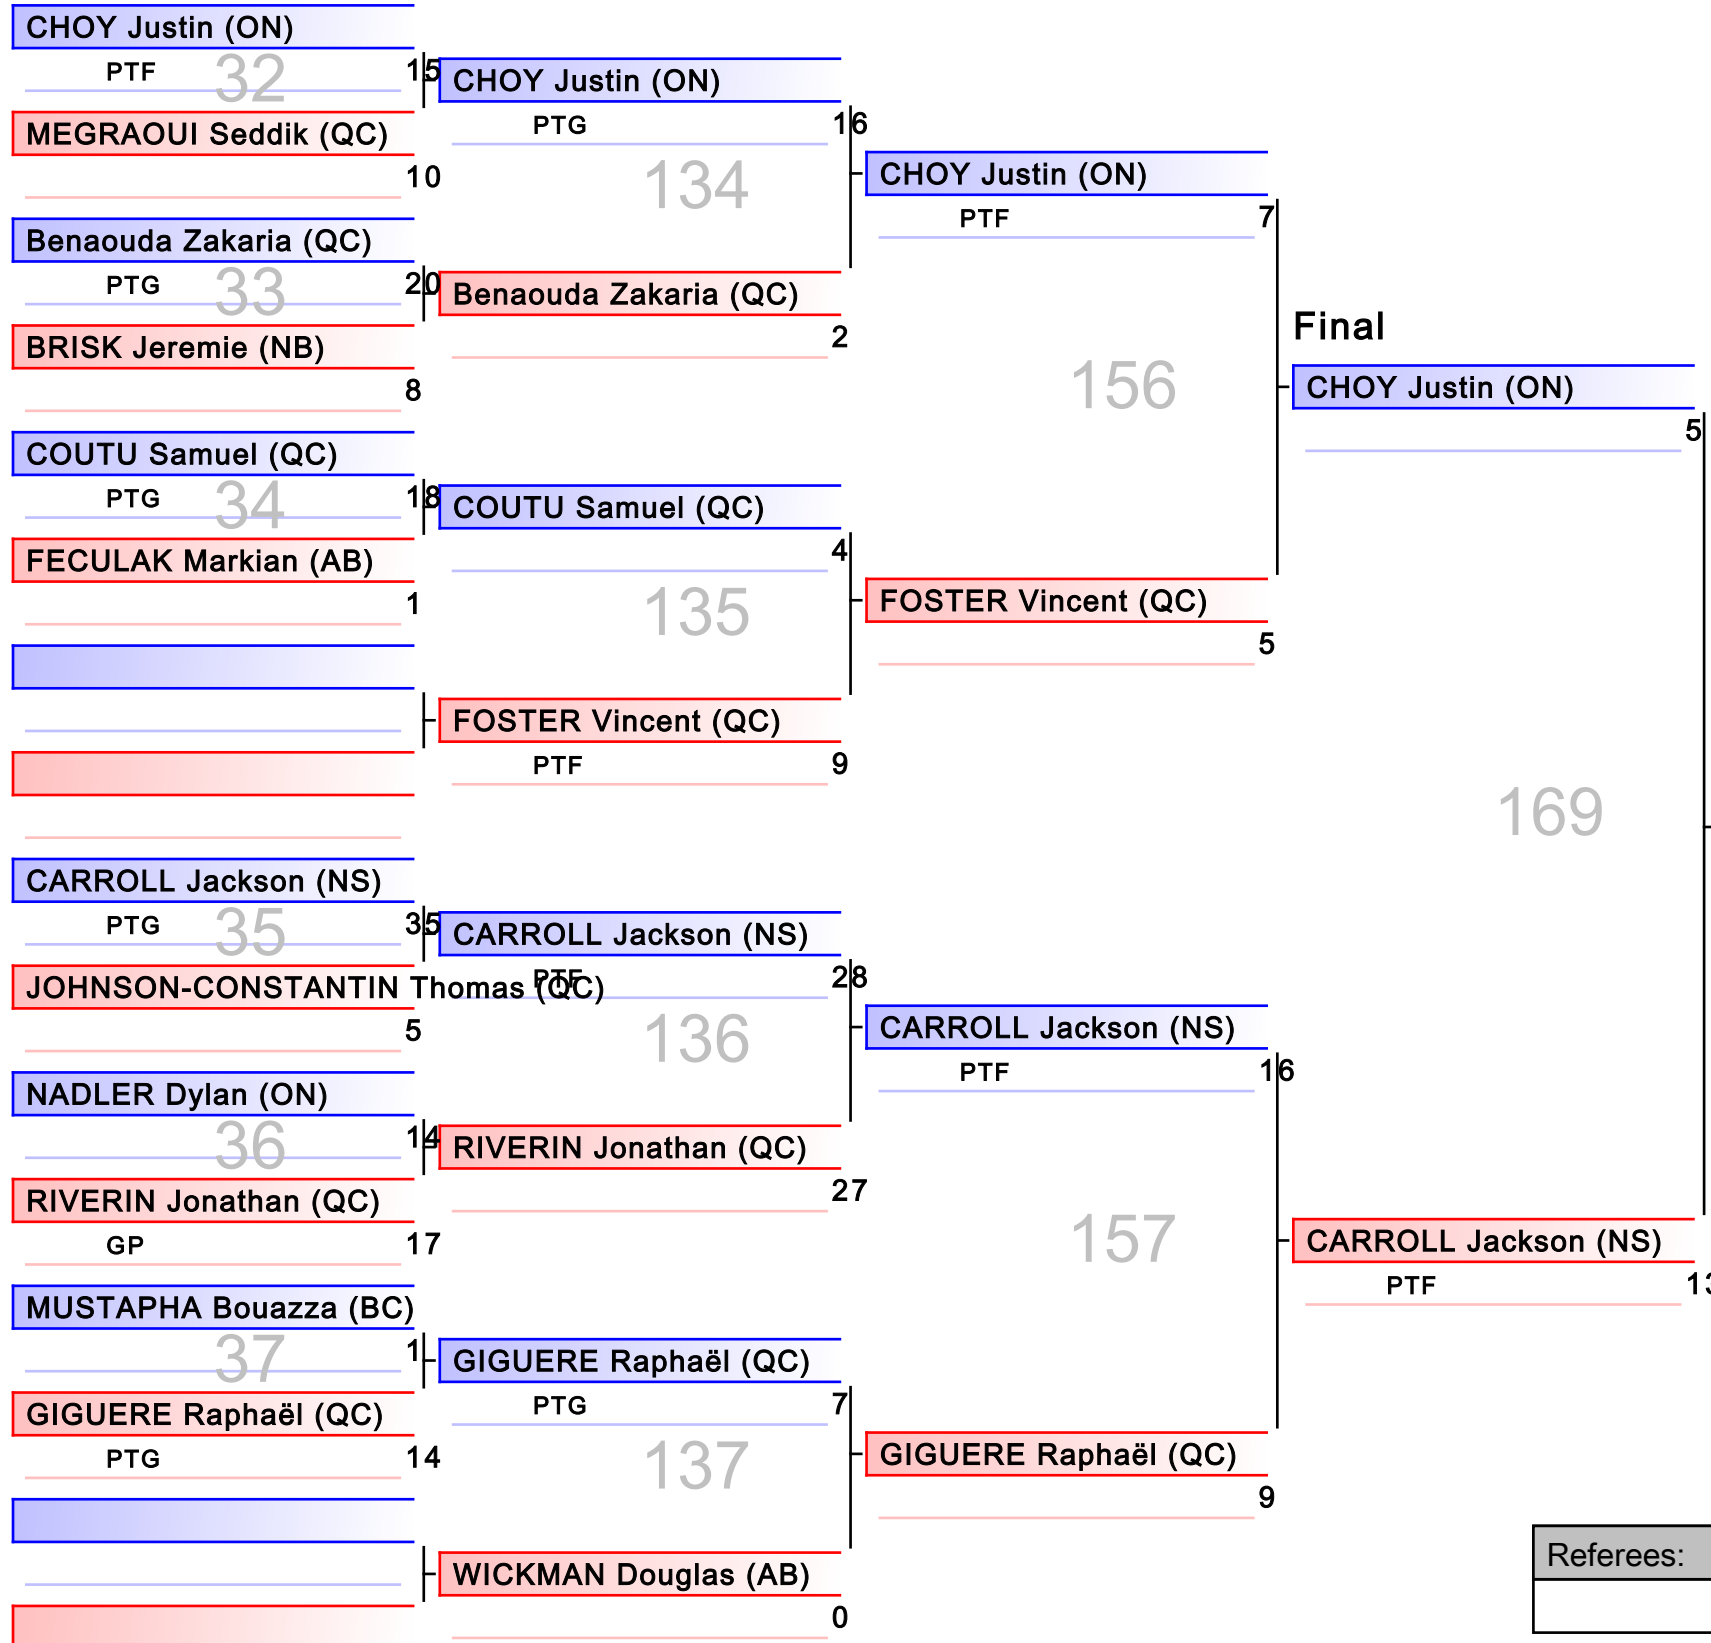 CHOY Justin (ON)
PTF 32 15
MEGRAOUI Seddik (QC)
10
Benaouda Zakaria (QC)
PTG 33 20
BRISK Jeremie (NB)
8
COUTU Samuel (QC)
PTG 34 18
FECULAK Markian (AB)
1
CARROLL Jackson (NS)
PTG 35 35
JOHNSON-CONSTANTIN Thomas (QC)
5
NADLER Dylan (ON)
36 14
RIVERIN Jonathan (QC)
GP 17
MUSTAPHA Bouazza (BC)
37 1
GIGUERE Raphaël (QC)
PTG 14
CHOY Justin (ON)
PTG 16
134
Benaouda Zakaria (QC)
2
COUTU Samuel (QC)
4
135
FOSTER Vincent (QC)
PTF 9
CARROLL Jackson (NS)
PTF 28
136
RIVERIN Jonathan (QC)
27
GIGUERE Raphaël (QC)
PTG 7
137
WICKMAN Douglas (AB)
0
CHOY Justin (ON)
PTF 7
156
FOSTER Vincent (QC)
5
CARROLL Jackson (NS)
PTF 16
157
GIGUERE Raphaël (QC)
9
Final
CHOY Justin (ON)
5
169
CARROLL Jackson (NS)
PTF 13
Referees: